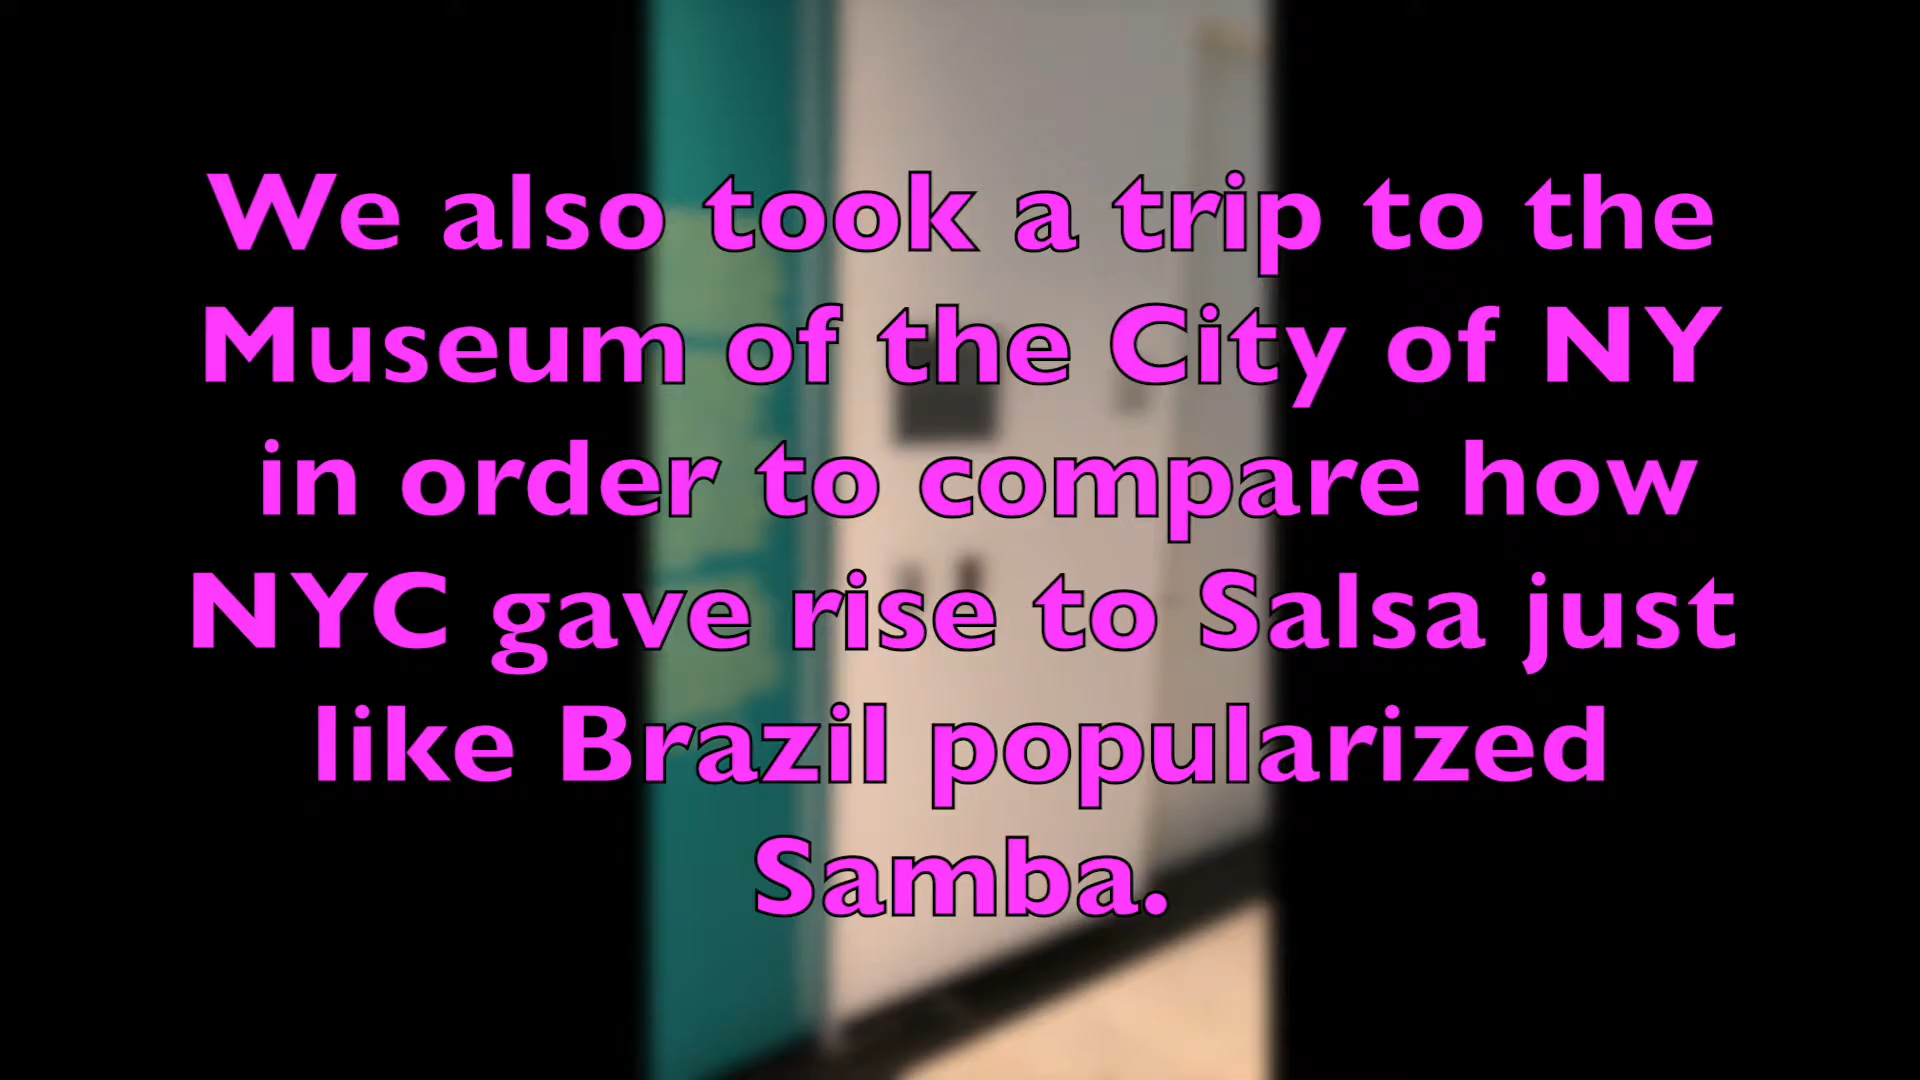 We also took a trip to the
Museum of the City of NY
in order to compare how
NYC gave rise to Salsa just
like Brazil popularized
Samba.